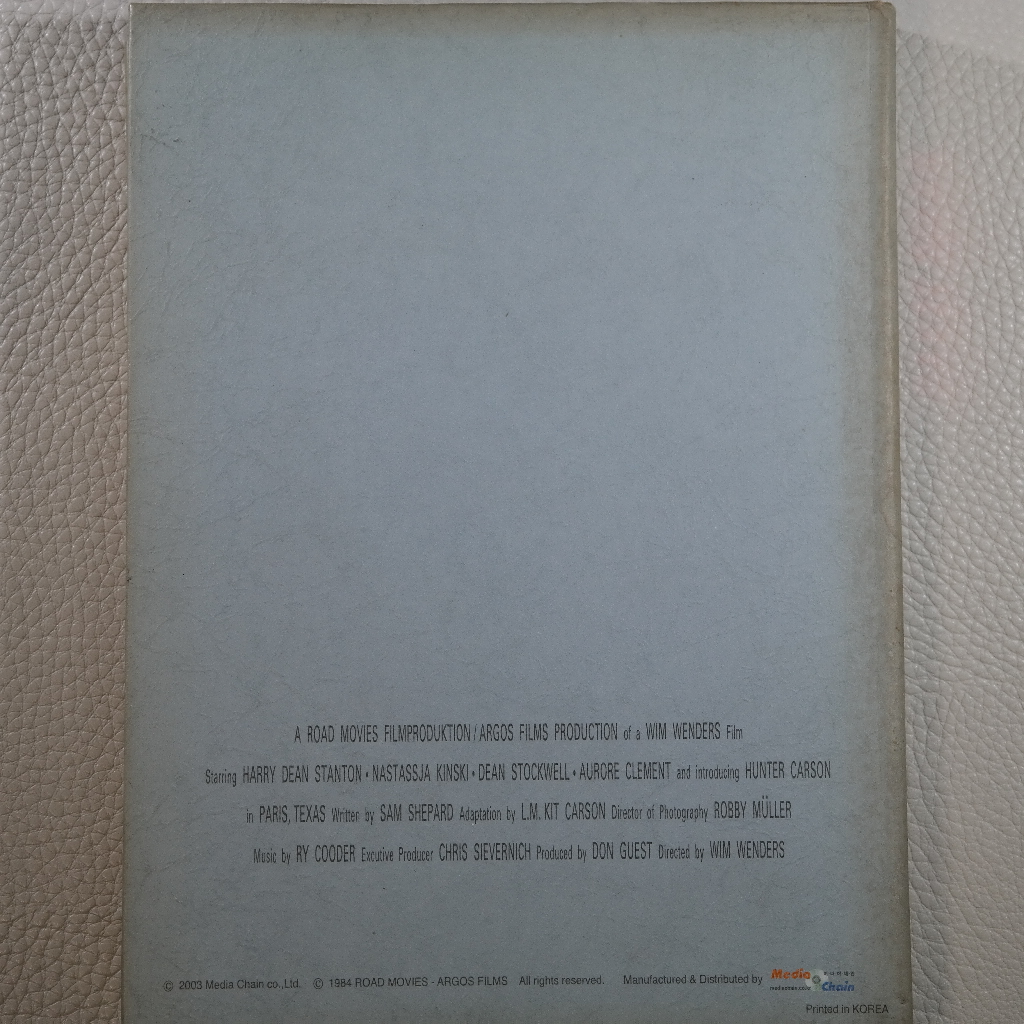 A ROAD MOVIES FILMPRODUKTION / ARGOS FILMS PRODUCTION of a WIM WENDERS Film
Starring HARRY DEAN STANTON • NASTASSJA KINSKI • DEAN STOCKWELL • AURORE CLEMENT and introducing HUNTER CARSON
in PARIS, TEXAS Written by SAM SHEPARD Adaptation by L.M. KIT CARSON Director of Photography ROBBY MÜLLER
Music by RY COODER Excutive Producer CHRIS SIEVERNICH Produced by DON GUEST Directed by WIM WENDERS
© 2003 Media Chain co.,Ltd. © 1984 ROAD MOVIES - ARGOS FILMS All rights reserved. Manufactured & Distributed by Media Chain
Printed in KOREA